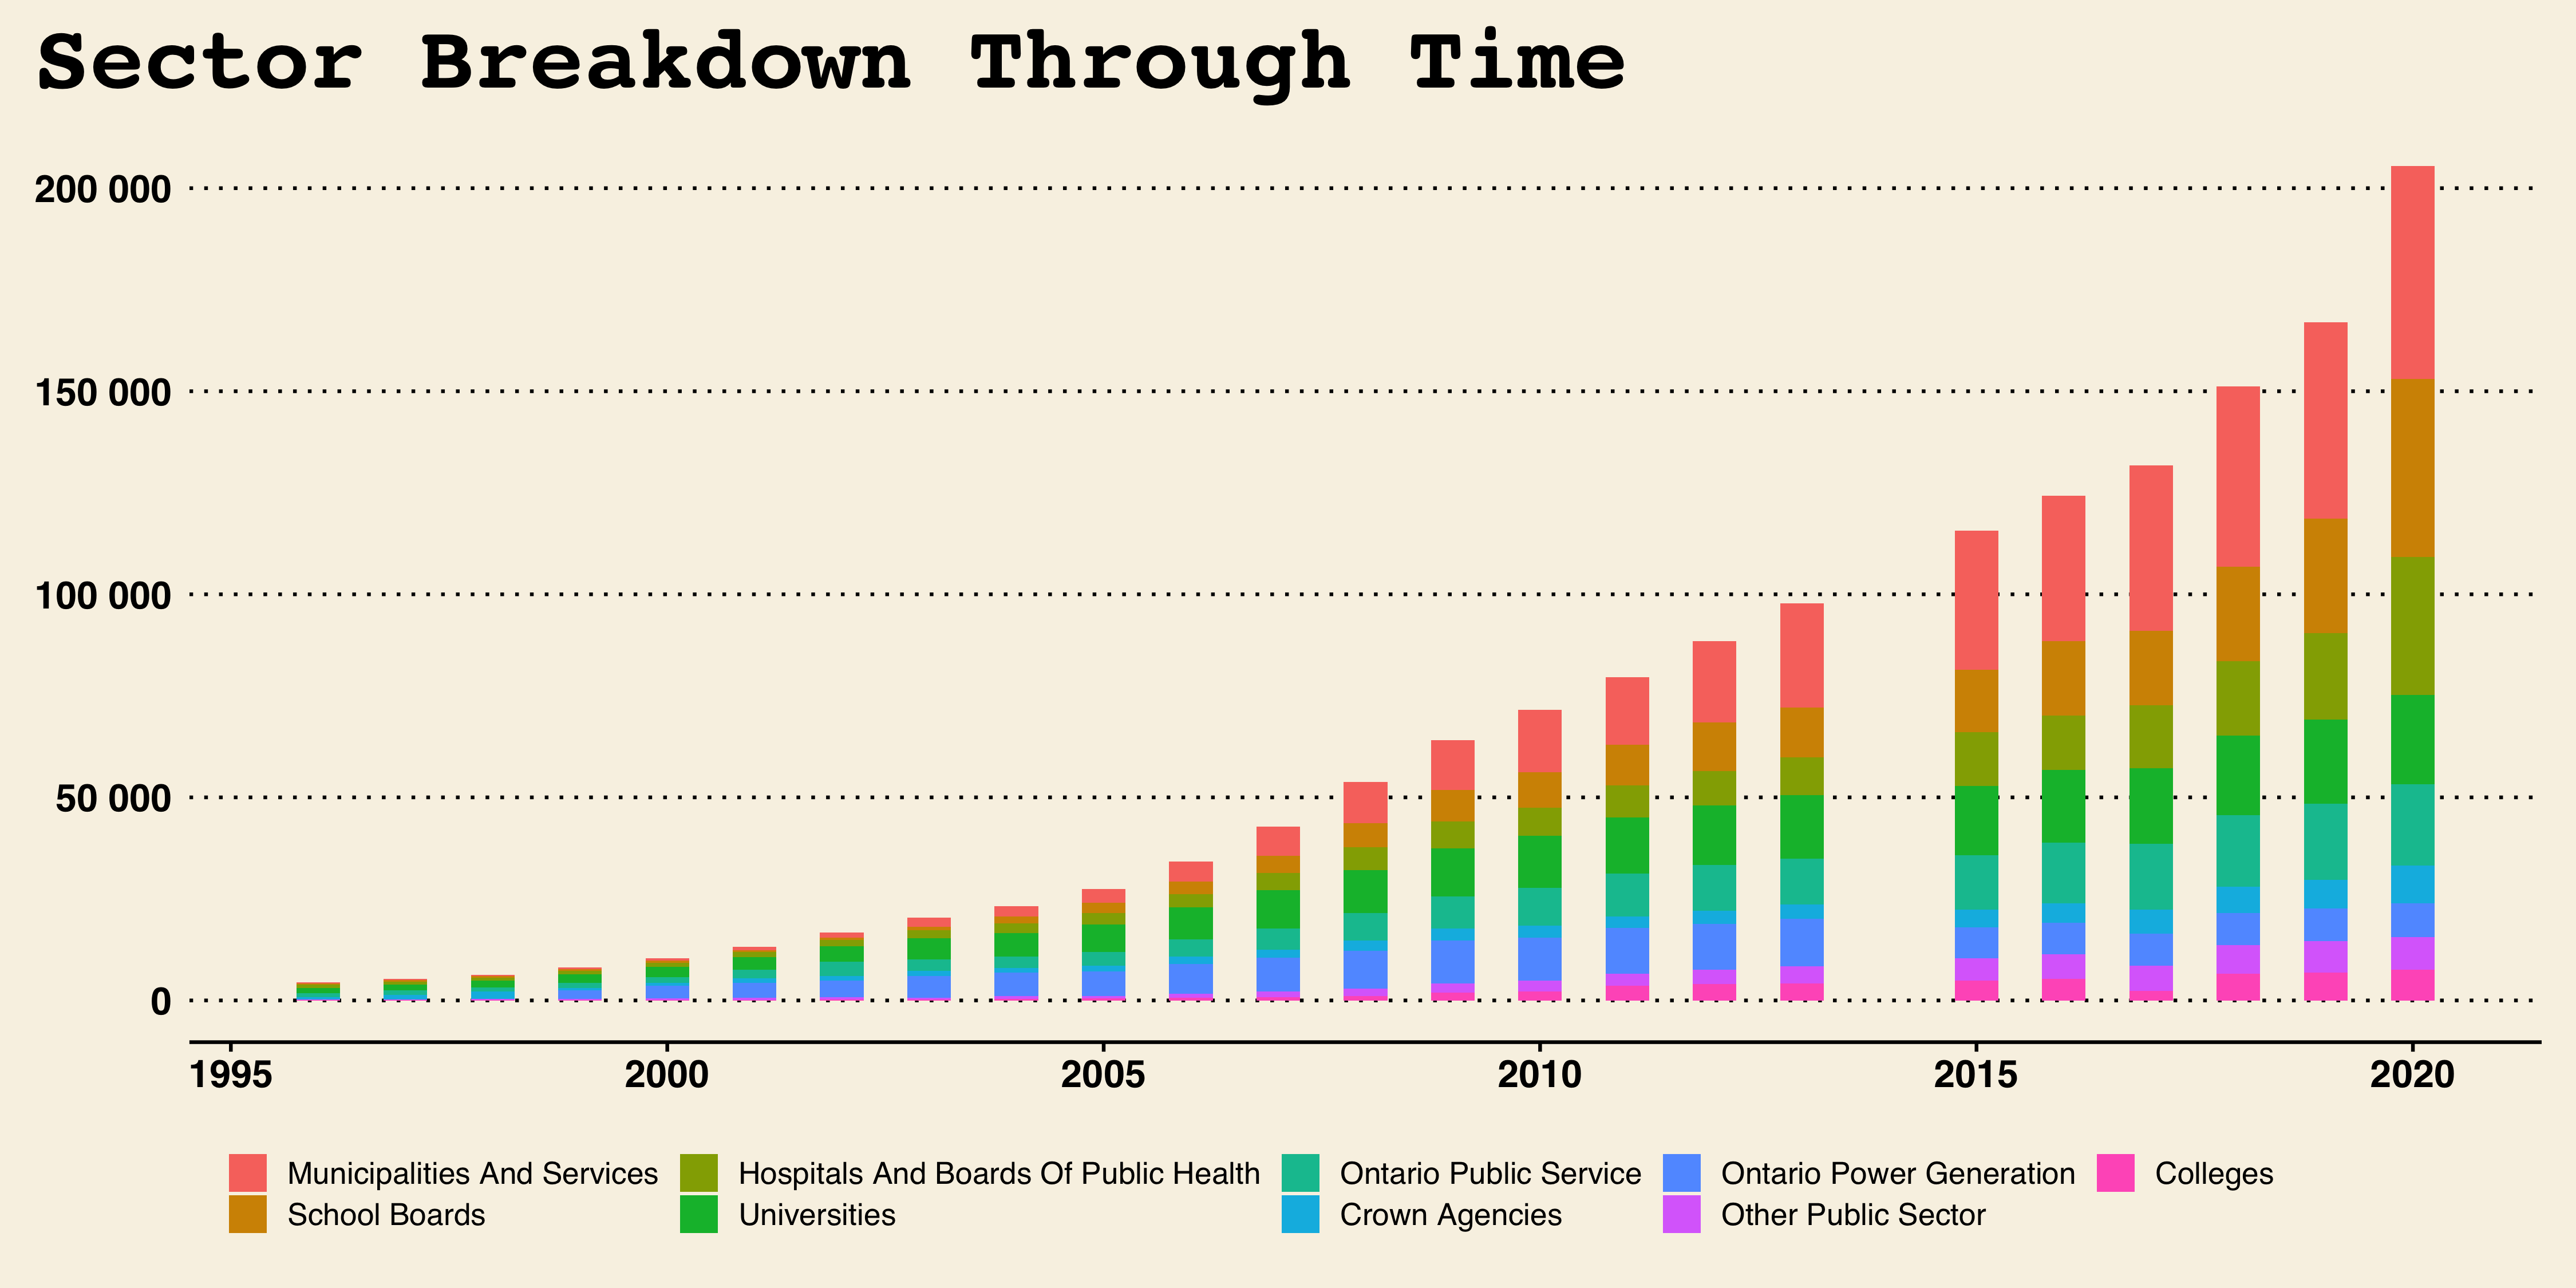 Sector Breakdown Through Time
200 000
150 000
100 000
50 000
0
1995 2000 2005 2010 2015 2020
Municipalities And Services Hospitals And Boards Of Public Health Ontario Public Service Ontario Power Generation Colleges
School Boards Universities Crown Agencies Other Public Sector